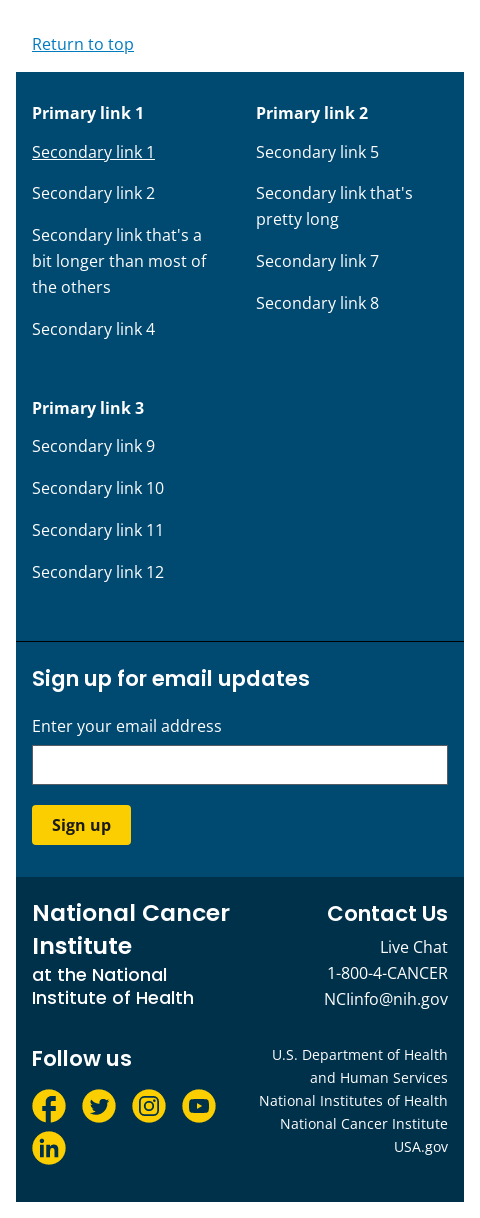 Return to top
Primary link 1
Secondary link 1
Secondary link 2
Secondary link that's a
bit longer than most of
the others
Secondary link 4
Primary link 2
Secondary link 5
Secondary link that's
pretty long
Secondary link 7
Secondary link 8
Primary link 3
Secondary link 9
Secondary link 10
Secondary link 11
Secondary link 12
Sign up for email updates
Enter your email address
Sign up
National Cancer
Institute
at the National
Institute of Health
Contact Us
Live Chat
1-800-4-CANCER
NCIinfo@nih.gov
Follow us
U.S. Department of Health
and Human Services
National Institutes of Health
National Cancer Institute
USA.gov